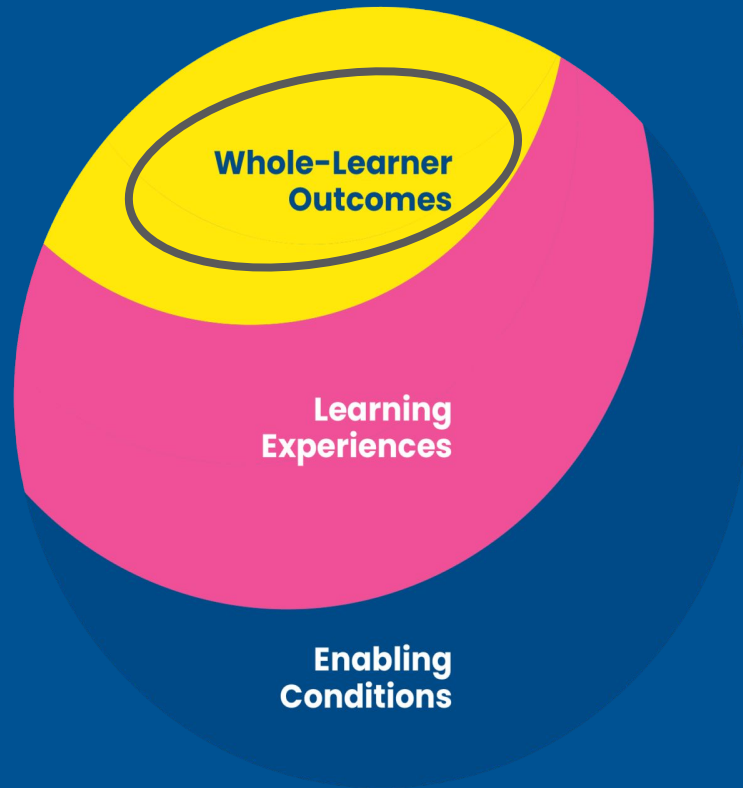 Whole-Learner
Outcomes
Learning
Experiences
Enabling
Conditions